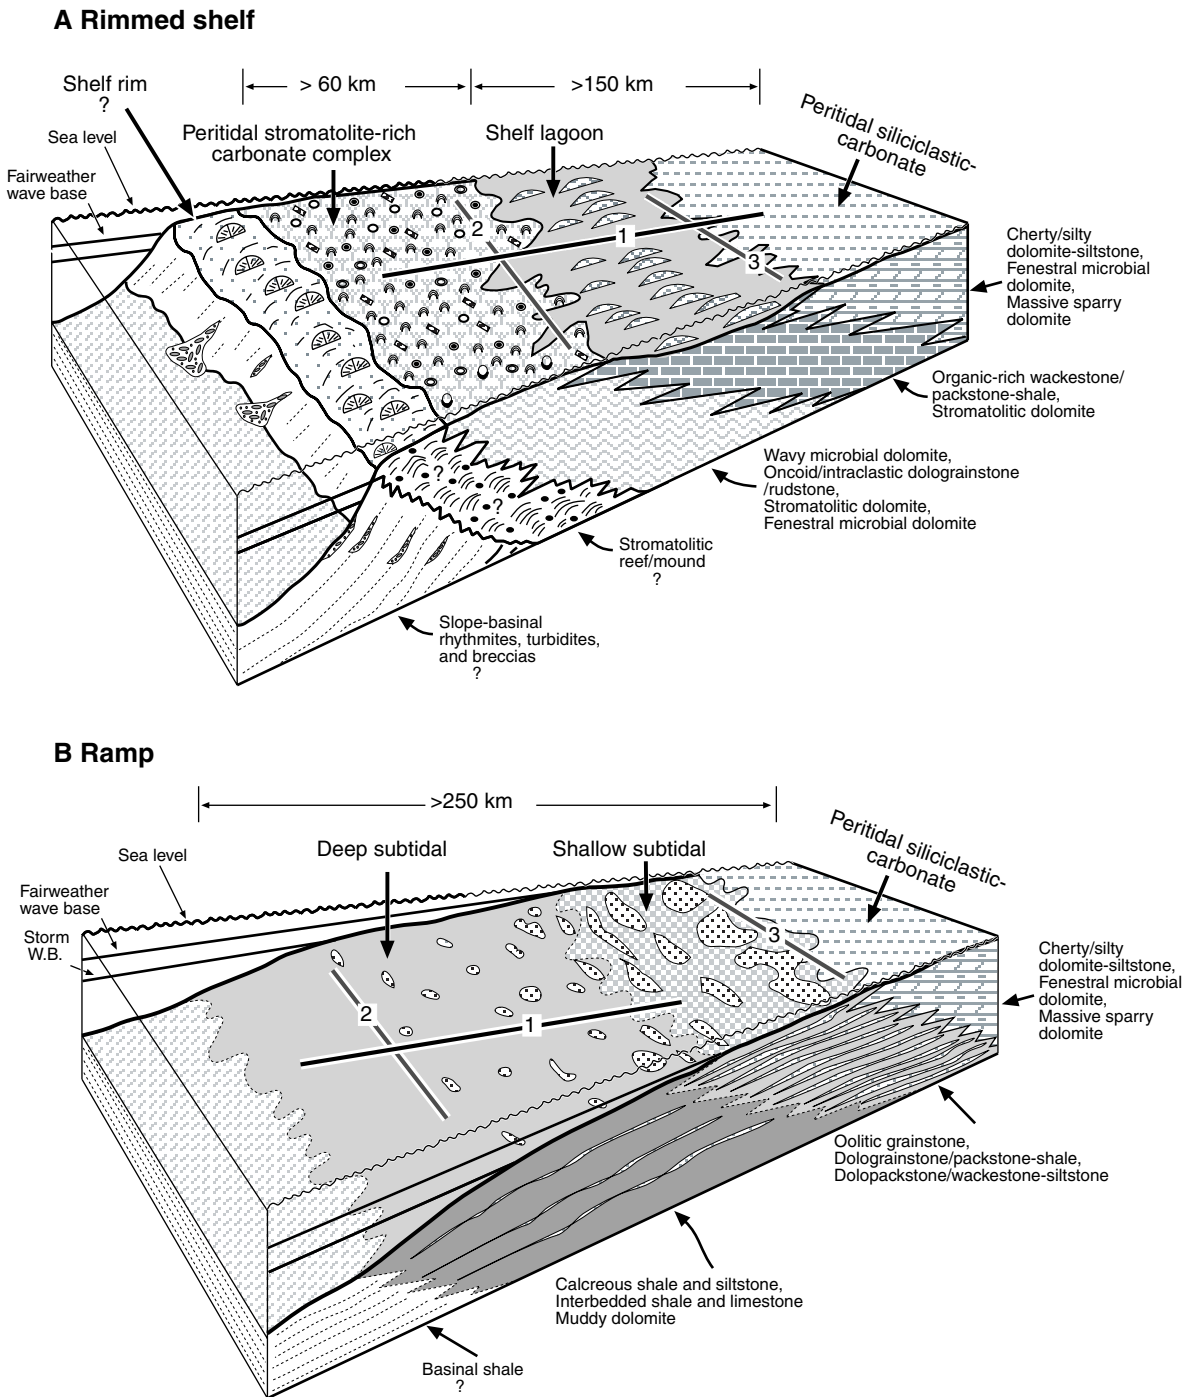 A Rimmed shelf
> 60 km
>150 km
Shelf rim
?
Sea level
Fairweather
wave base
Peritidal stromatolite-rich
carbonate complex
Shelf lagoon
Peritidal siliciclastic-
carbonate
2
1
3
Cherty/silty
dolomite-siltstone,
Fenestral microbial
dolomite,
Massive sparry
dolomite
Organic-rich wackestone/
packstone-shale,
Stromatolitic dolomite
Wavy microbial dolomite,
Oncoid/intraclastic dolograinstone
/rudstone,
Stromatolitic dolomite,
Fenestral microbial dolomite
?
?
Stromatolitic
reef/mound
?
Slope-basinal
rhythmites, turbidites,
and breccias
?
B Ramp
>250 km
Sea level
Fairweather
wave base
Storm
W.B.
Deep subtidal
Shallow subtidal
Peritidal siliciclastic-
carbonate
3
2
1
Cherty/silty
dolomite-siltstone,
Fenestral microbial
dolomite,
Massive sparry
dolomite
Oolitic grainstone,
Dolograinstone/packstone-shale,
Dolopackstone/wackestone-siltstone
Calcreous shale and siltstone,
Interbedded shale and limestone
Muddy dolomite
Basinal shale
?